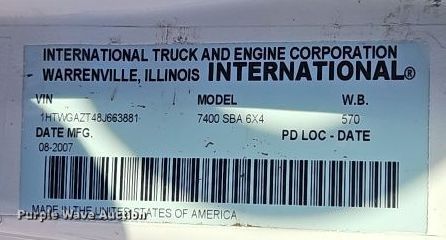 INTERNATIONAL TRUCK AND ENGINE CORPORATION
WARRENVILLE, ILLINOIS INTERNATIONAL®
VIN MODEL W.B.
1HTWGAZT48J663881 7400 SBA 6X4 570
DATE MFG. PD LOC - DATE
08-2007
MADE IN THE UNITED STATES OF AMERICA
Purple Wave Auction